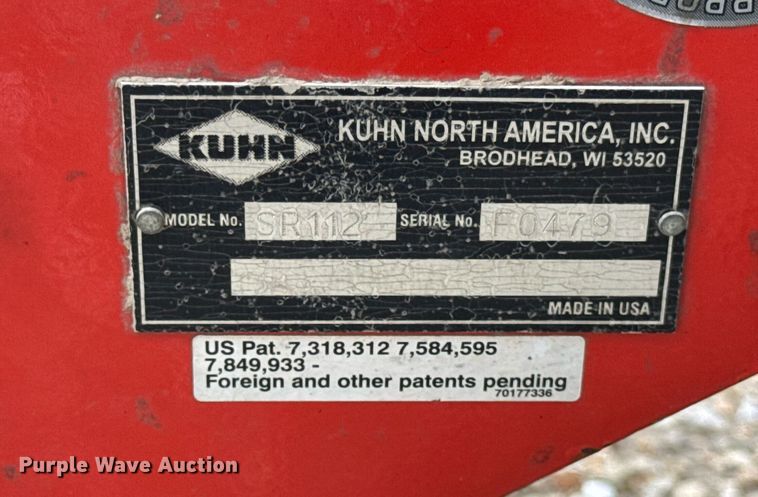 KUHN
KUHN NORTH AMERICA, INC.
BRODHEAD, WI 53520
MODEL No. SR112 SERIAL No. F0479
MADE IN USA
US Pat. 7,318,312 7,584,595
7,849,933 -
Foreign and other patents pending
70177336
Purple Wave Auction